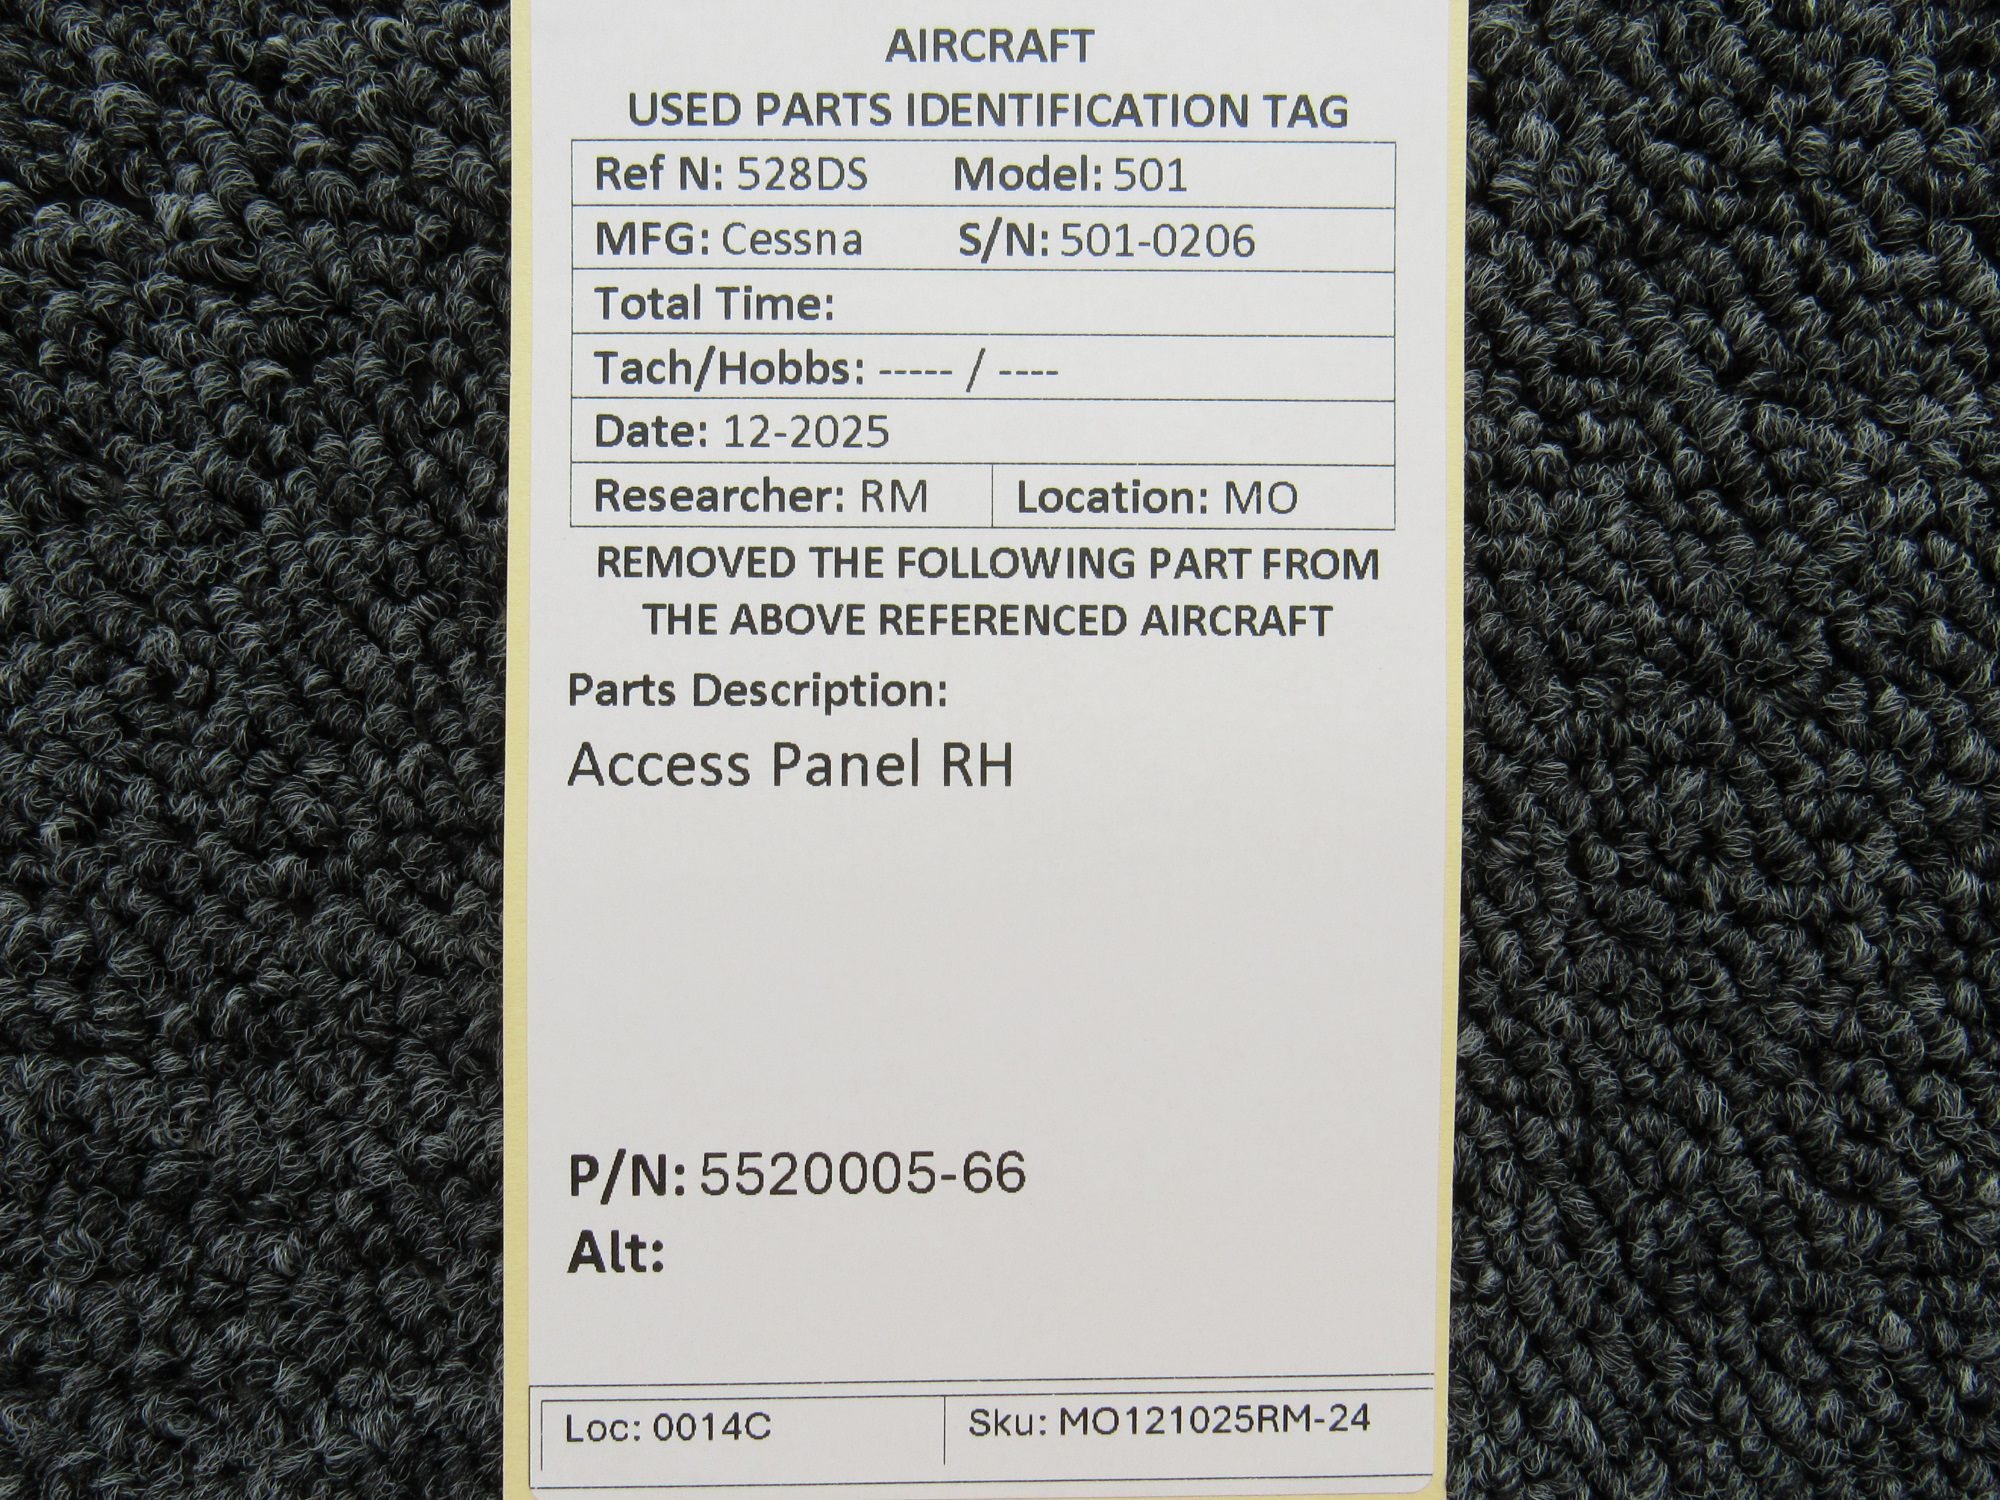 AIRCRAFT
USED PARTS IDENTIFICATION TAG
Ref N: 528DS Model: 501
MFG: Cessna S/N: 501-0206
Total Time:
Tach/Hobbs: ----- / ----
Date: 12-2025
Researcher: RM Location: MO
REMOVED THE FOLLOWING PART FROM
THE ABOVE REFERENCED AIRCRAFT
Parts Description:
Access Panel RH
P/N: 5520005-66
Alt:
Loc: 0014C Sku: MO121025RM-24